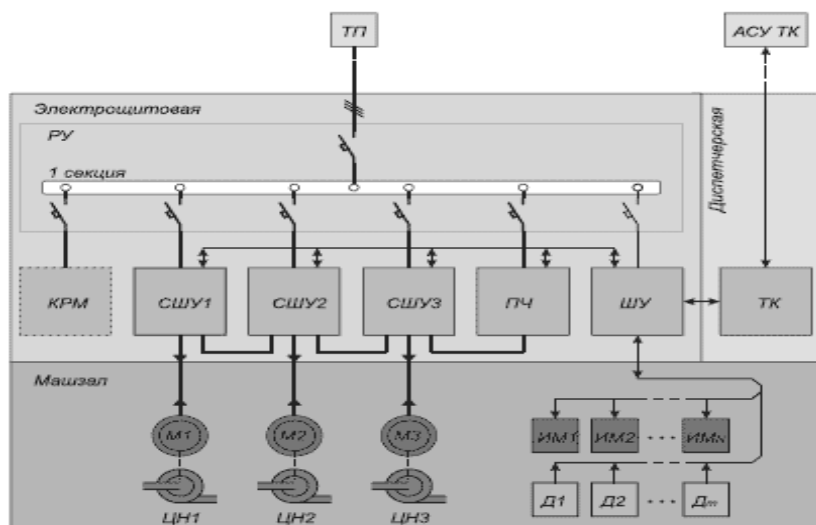 ТП
АСУ ТК
Электрощитовая
РУ
1 секция
Диспетчерская
КРМ
СШУ1
СШУ2
СШУ3
ПЧ
ШУ
ТК
Машзал
М1
М2
М3
ИМ1
ИМ2
ИМN
Д1
Д2
Дm
ЦН1
ЦН2
ЦН3